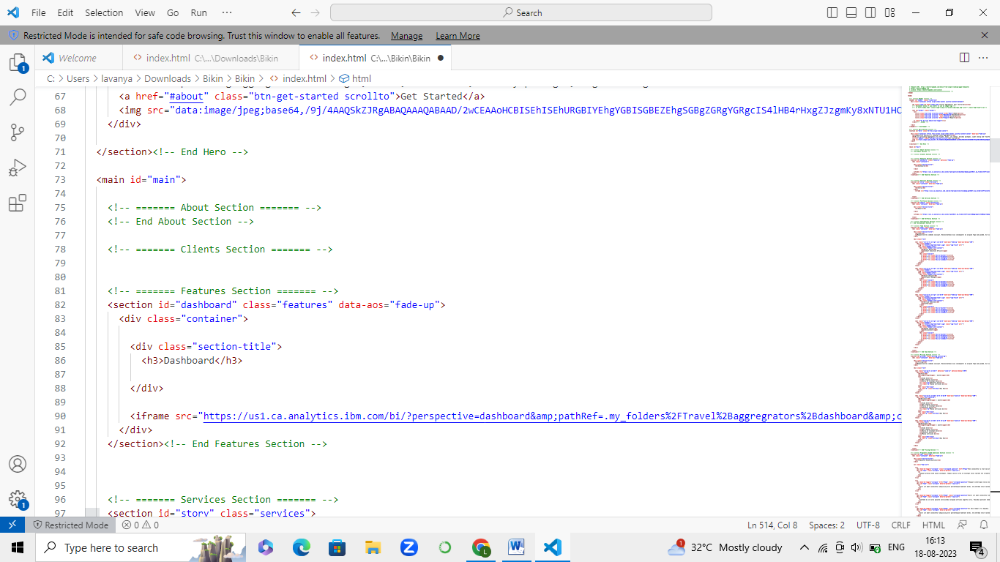 File Edit Selection View Go Run ··· Search
Restricted Mode is intended for safe code browsing. Trust this window to enable all features. Manage Learn More
Welcome index.html C:\...\Downloads\Bikin index.html C:\...\Bikin\Bikin
C: > Users > lavanya > Downloads > Bikin > Bikin > index.html > html
67 <a href="#about" class="btn-get-started scrollto">Get Started</a>
68 <img src="data:image/jpeg;base64,/9j/4AAQSkZJRgABAQAAAQABAAD/2wCEAAoHCBISEhISEhURGBIYEhgYGBISGBEZEhgSGBgZGRgYGRgcIS4lHB4rHxgZJzgmKy8xNTU1HC
69 </div>
70
71 </section><!-- End Hero -->
72
73 <main id="main">
74
75 <!-- ======= About Section ======= -->
76 <!-- End About Section -->
77
78 <!-- ======= Clients Section ======= -->
79
80
81 <!-- ======= Features Section ======= -->
82 <section id="dashboard" class="features" data-aos="fade-up">
83 <div class="container">
84
85 <div class="section-title">
86 <h3>Dashboard</h3>
87
88 </div>
89
90 <iframe src="https://us1.ca.analytics.ibm.com/bi/?perspective=dashboard&amp;pathRef=.my_folders%2FTravel%2Baggregrators%2Bdashboard&amp;c
91 </div>
92 </section><!-- End Features Section -->
93
94
95
96 <!-- ======= Services Section ======= -->
97 <section id="story" class="services">
Restricted Mode 0 0 Ln 514, Col 8 Spaces: 2 UTF-8 CRLF HTML
Type here to search 32°C Mostly cloudy ENG 16:13
18-08-2023